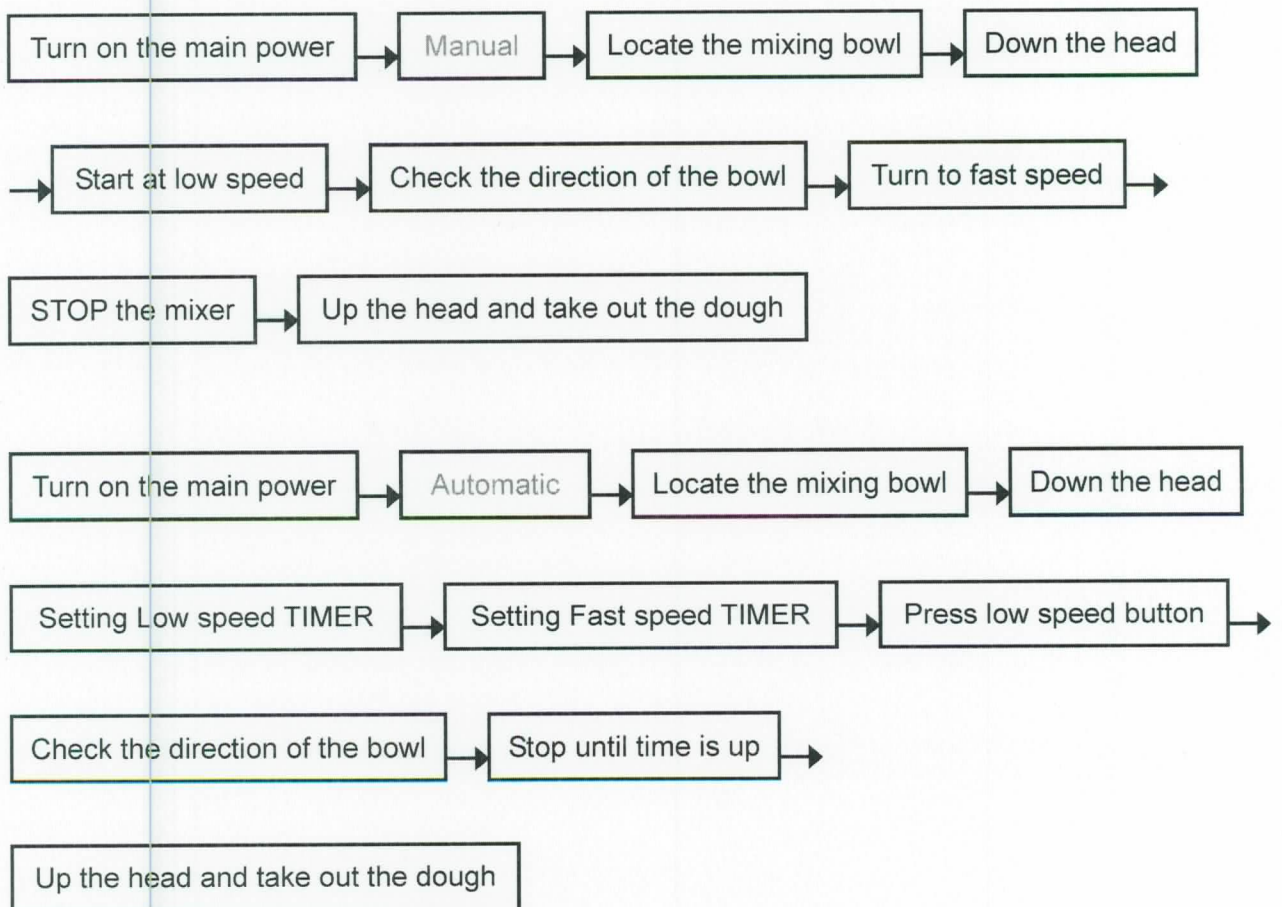 Turn on the main power Manual Locate the mixing bowl Down the head
Start at low speed Check the direction of the bowl Turn to fast speed
STOP the mixer Up the head and take out the dough
Turn on the main power Automatic Locate the mixing bowl Down the head
Setting Low speed TIMER Setting Fast speed TIMER Press low speed button
Check the direction of the bowl Stop until time is up
Up the head and take out the dough